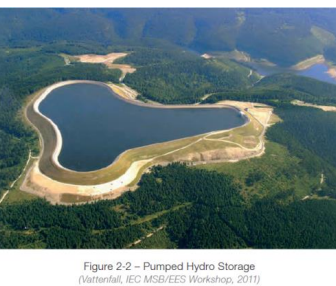 Figure 2-2 – Pumped Hydro Storage
(Vattenfall, IEC MSB/EES Workshop, 2011)